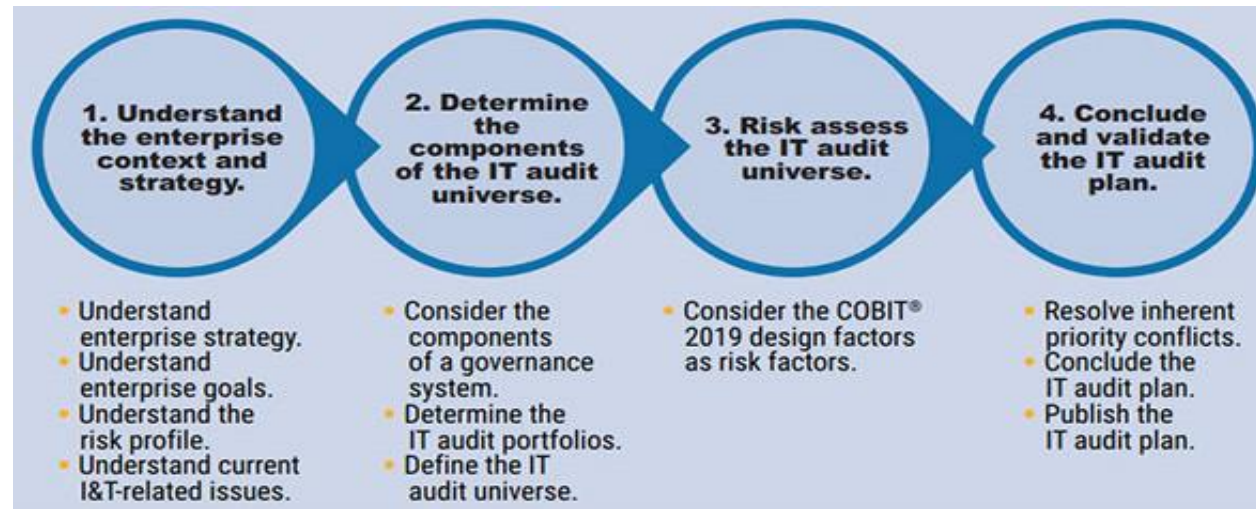 1. Understand
the enterprise
context and
strategy.
2. Determine
the
components
of the IT audit
universe.
3. Risk assess
the IT audit
universe.
4. Conclude
and validate
the IT audit
plan.
• Understand
enterprise strategy.
• Understand
enterprise goals.
• Understand the
risk profile.
• Understand current
I&T-related issues.
• Consider the
components
of a governance
system.
• Determine the
IT audit portfolios.
• Define the IT
audit universe.
• Consider the COBIT®
2019 design factors
as risk factors.
• Resolve inherent
priority conflicts.
• Conclude the
IT audit plan.
• Publish the
IT audit plan.